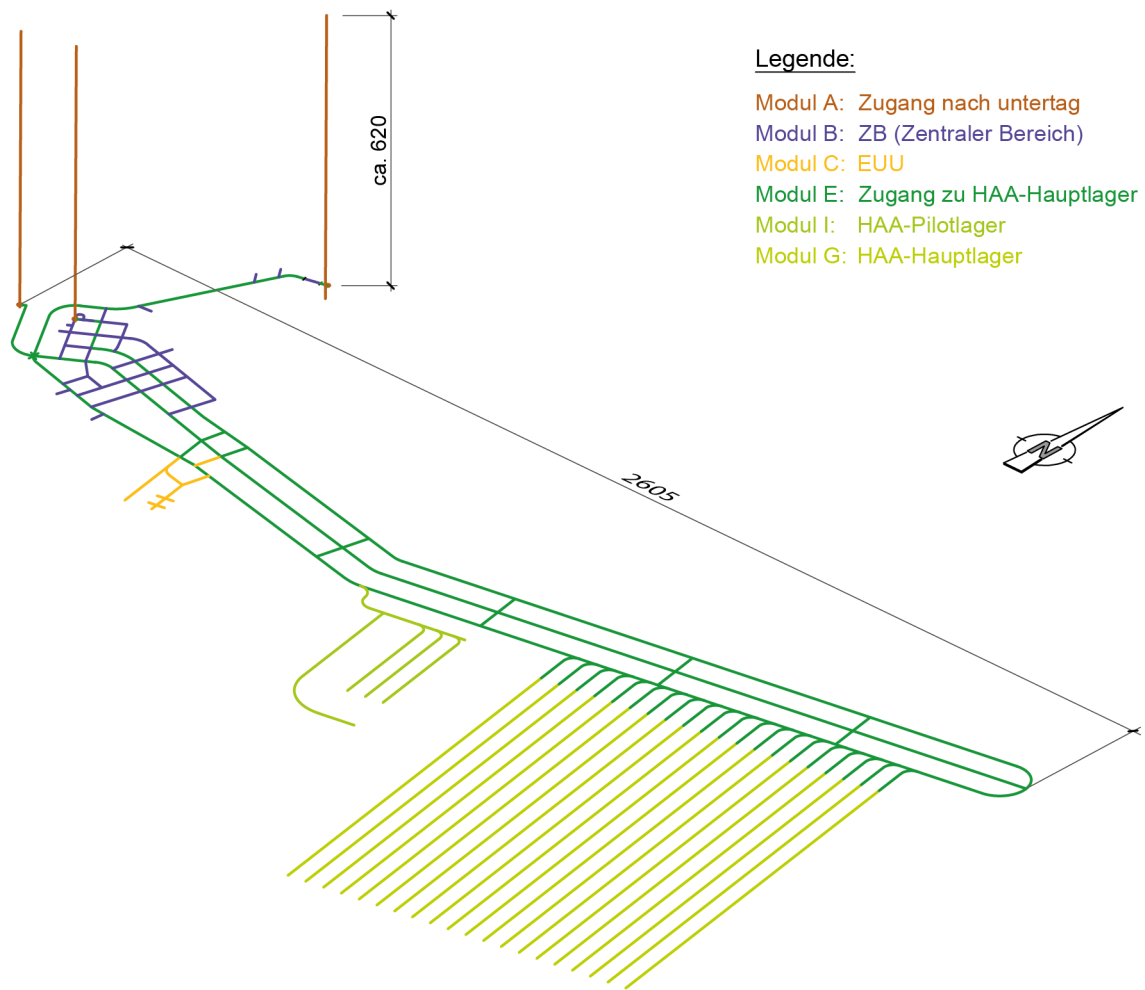 Legende:
Modul A: Zugang nach untertag
Modul B: ZB (Zentraler Bereich)
Modul C: EUU
Modul E: Zugang zu HAA-Hauptlager
Modul I: HAA-Pilotlager
Modul G: HAA-Hauptlager
ca. 620
2605
N